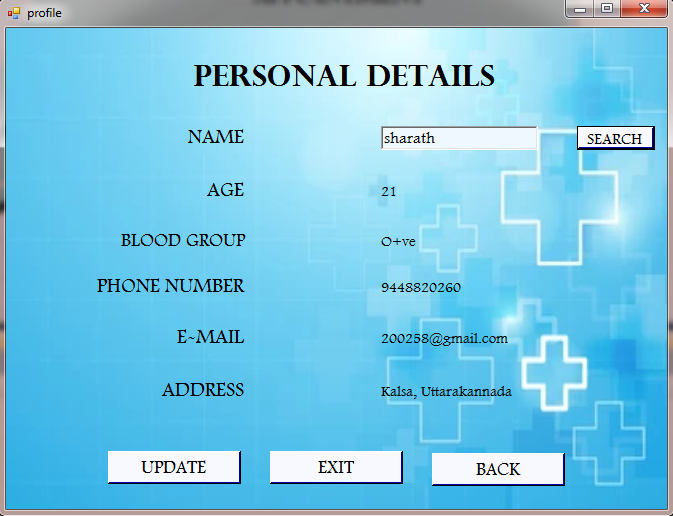 profile
PERSONAL DETAILS
NAME sharath SEARCH
AGE 21
BLOOD GROUP O+ve
PHONE NUMBER 9448820260
E-MAIL 200258@gmail.com
ADDRESS Kalsa, Uttarakannada
UPDATE EXIT BACK